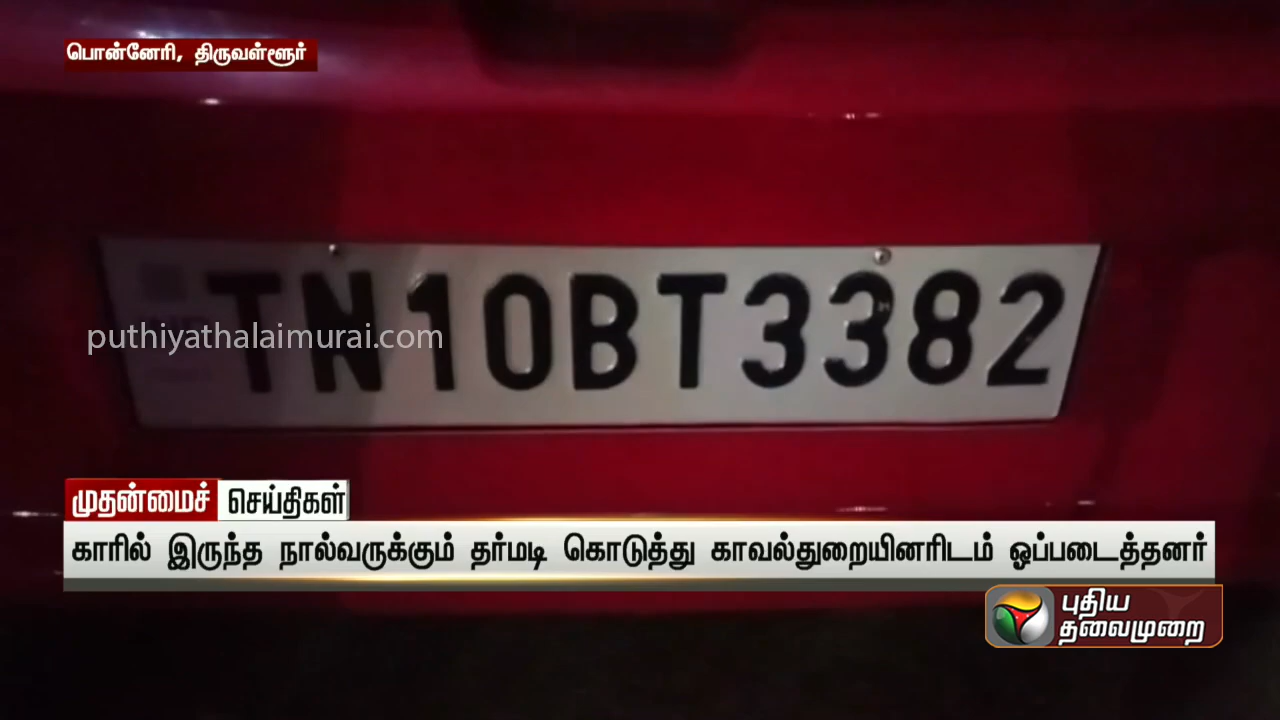 பொன்னேரி, திருவள்ளூர்
TN10BT3382
puthiyathalaimurai.com
முதன்மைச் செய்திகள்
காரில் இருந்த நால்வருக்கும் தர்மடி கொடுத்து காவல்துறையினரிடம் ஒப்படைத்தனர்
புதிய
தலைமுறை